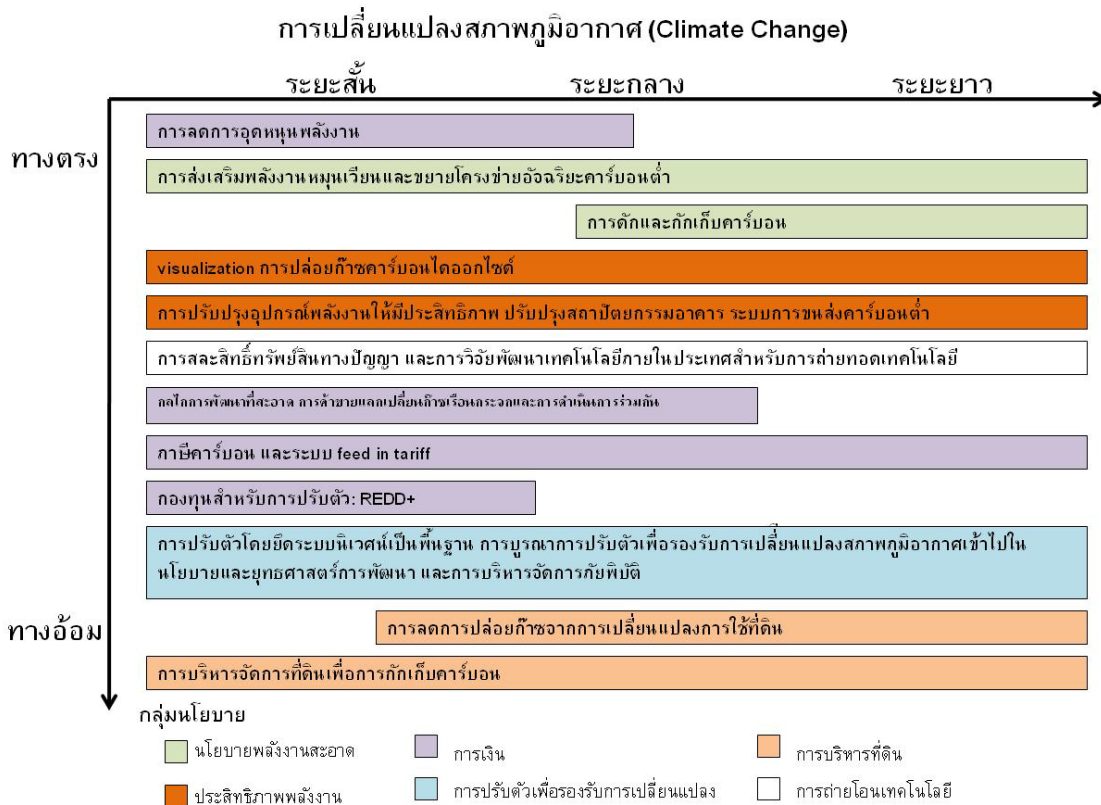 การเปลี่ยนแปลงสภาพภูมิอากาศ (Climate Change)
ระยะสั้น ระยะกลาง ระยะยาว
ทางตรง
การลดการอุดหนุนพลังงาน
การส่งเสริมพลังงานหมุนเวียนและขยายโครงข่ายอัจฉริยะคาร์บอนต่ำ
การดักและกักเก็บคาร์บอน
visualization การปล่อยก๊าซคาร์บอนไดออกไซด์
การปรับปรุงอุปกรณ์พลังงานให้มีประสิทธิภาพ ปรับปรุงสถาปัตยกรรมอาคาร ระบบการขนส่งคาร์บอนต่ำ
การสละสิทธิ์ทรัพย์สินทางปัญญา และการวิจัยพัฒนาเทคโนโลยีภายในประเทศสำหรับการถ่ายทอดเทคโนโลยี
กลไกการพัฒนาที่สะอาด การค้าขายแลกเปลี่ยนก๊าซเรือนกระจกและการดำเนินการร่วมกัน
ภาษีคาร์บอน และระบบ feed in tariff
กองทุนสำหรับการปรับตัว: REDD+
การปรับตัวโดยยึดระบบนิเวศน์เป็นพื้นฐาน การบูรณาการปรับตัวเพื่อรองรับการเปลี่ยนแปลงสภาพภูมิอากาศเข้าไปใน
นโยบายและยุทธศาสตร์การพัฒนา และการบริหารจัดการภัยพิบัติ
ทางอ้อม
การลดการปล่อยก๊าซจากการเปลี่ยนแปลงการใช้ที่ดิน
การบริหารจัดการที่ดินเพื่อการกักเก็บคาร์บอน
กลุ่มนโยบาย
นโยบายพลังงานสะอาด การเงิน การบริหารที่ดิน
ประสิทธิภาพพลังงาน การปรับตัวเพื่อรองรับการเปลี่ยนแปลง การถ่ายโอนเทคโนโลยี